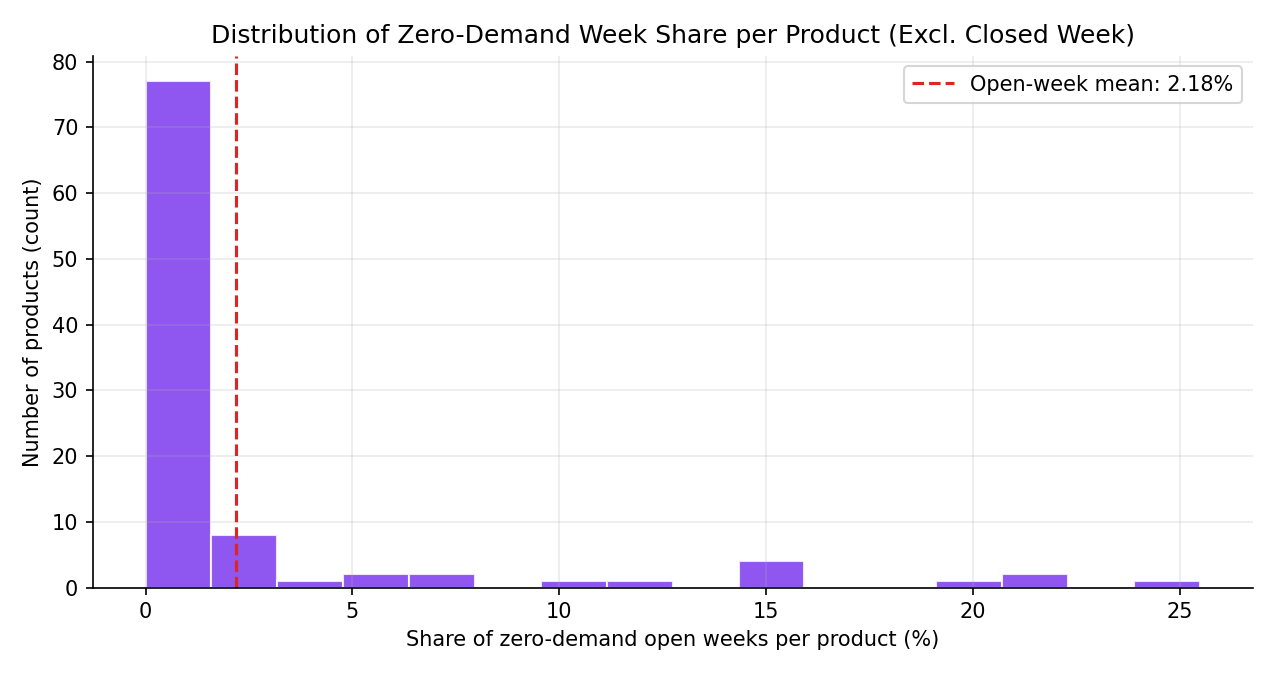 Distribution of Zero-Demand Week Share per Product (Excl. Closed Week)
Open-week mean: 2.18%
Number of products (count)
80
70
60
50
40
30
20
10
0
0 5 10 15 20 25
Share of zero-demand open weeks per product (%)